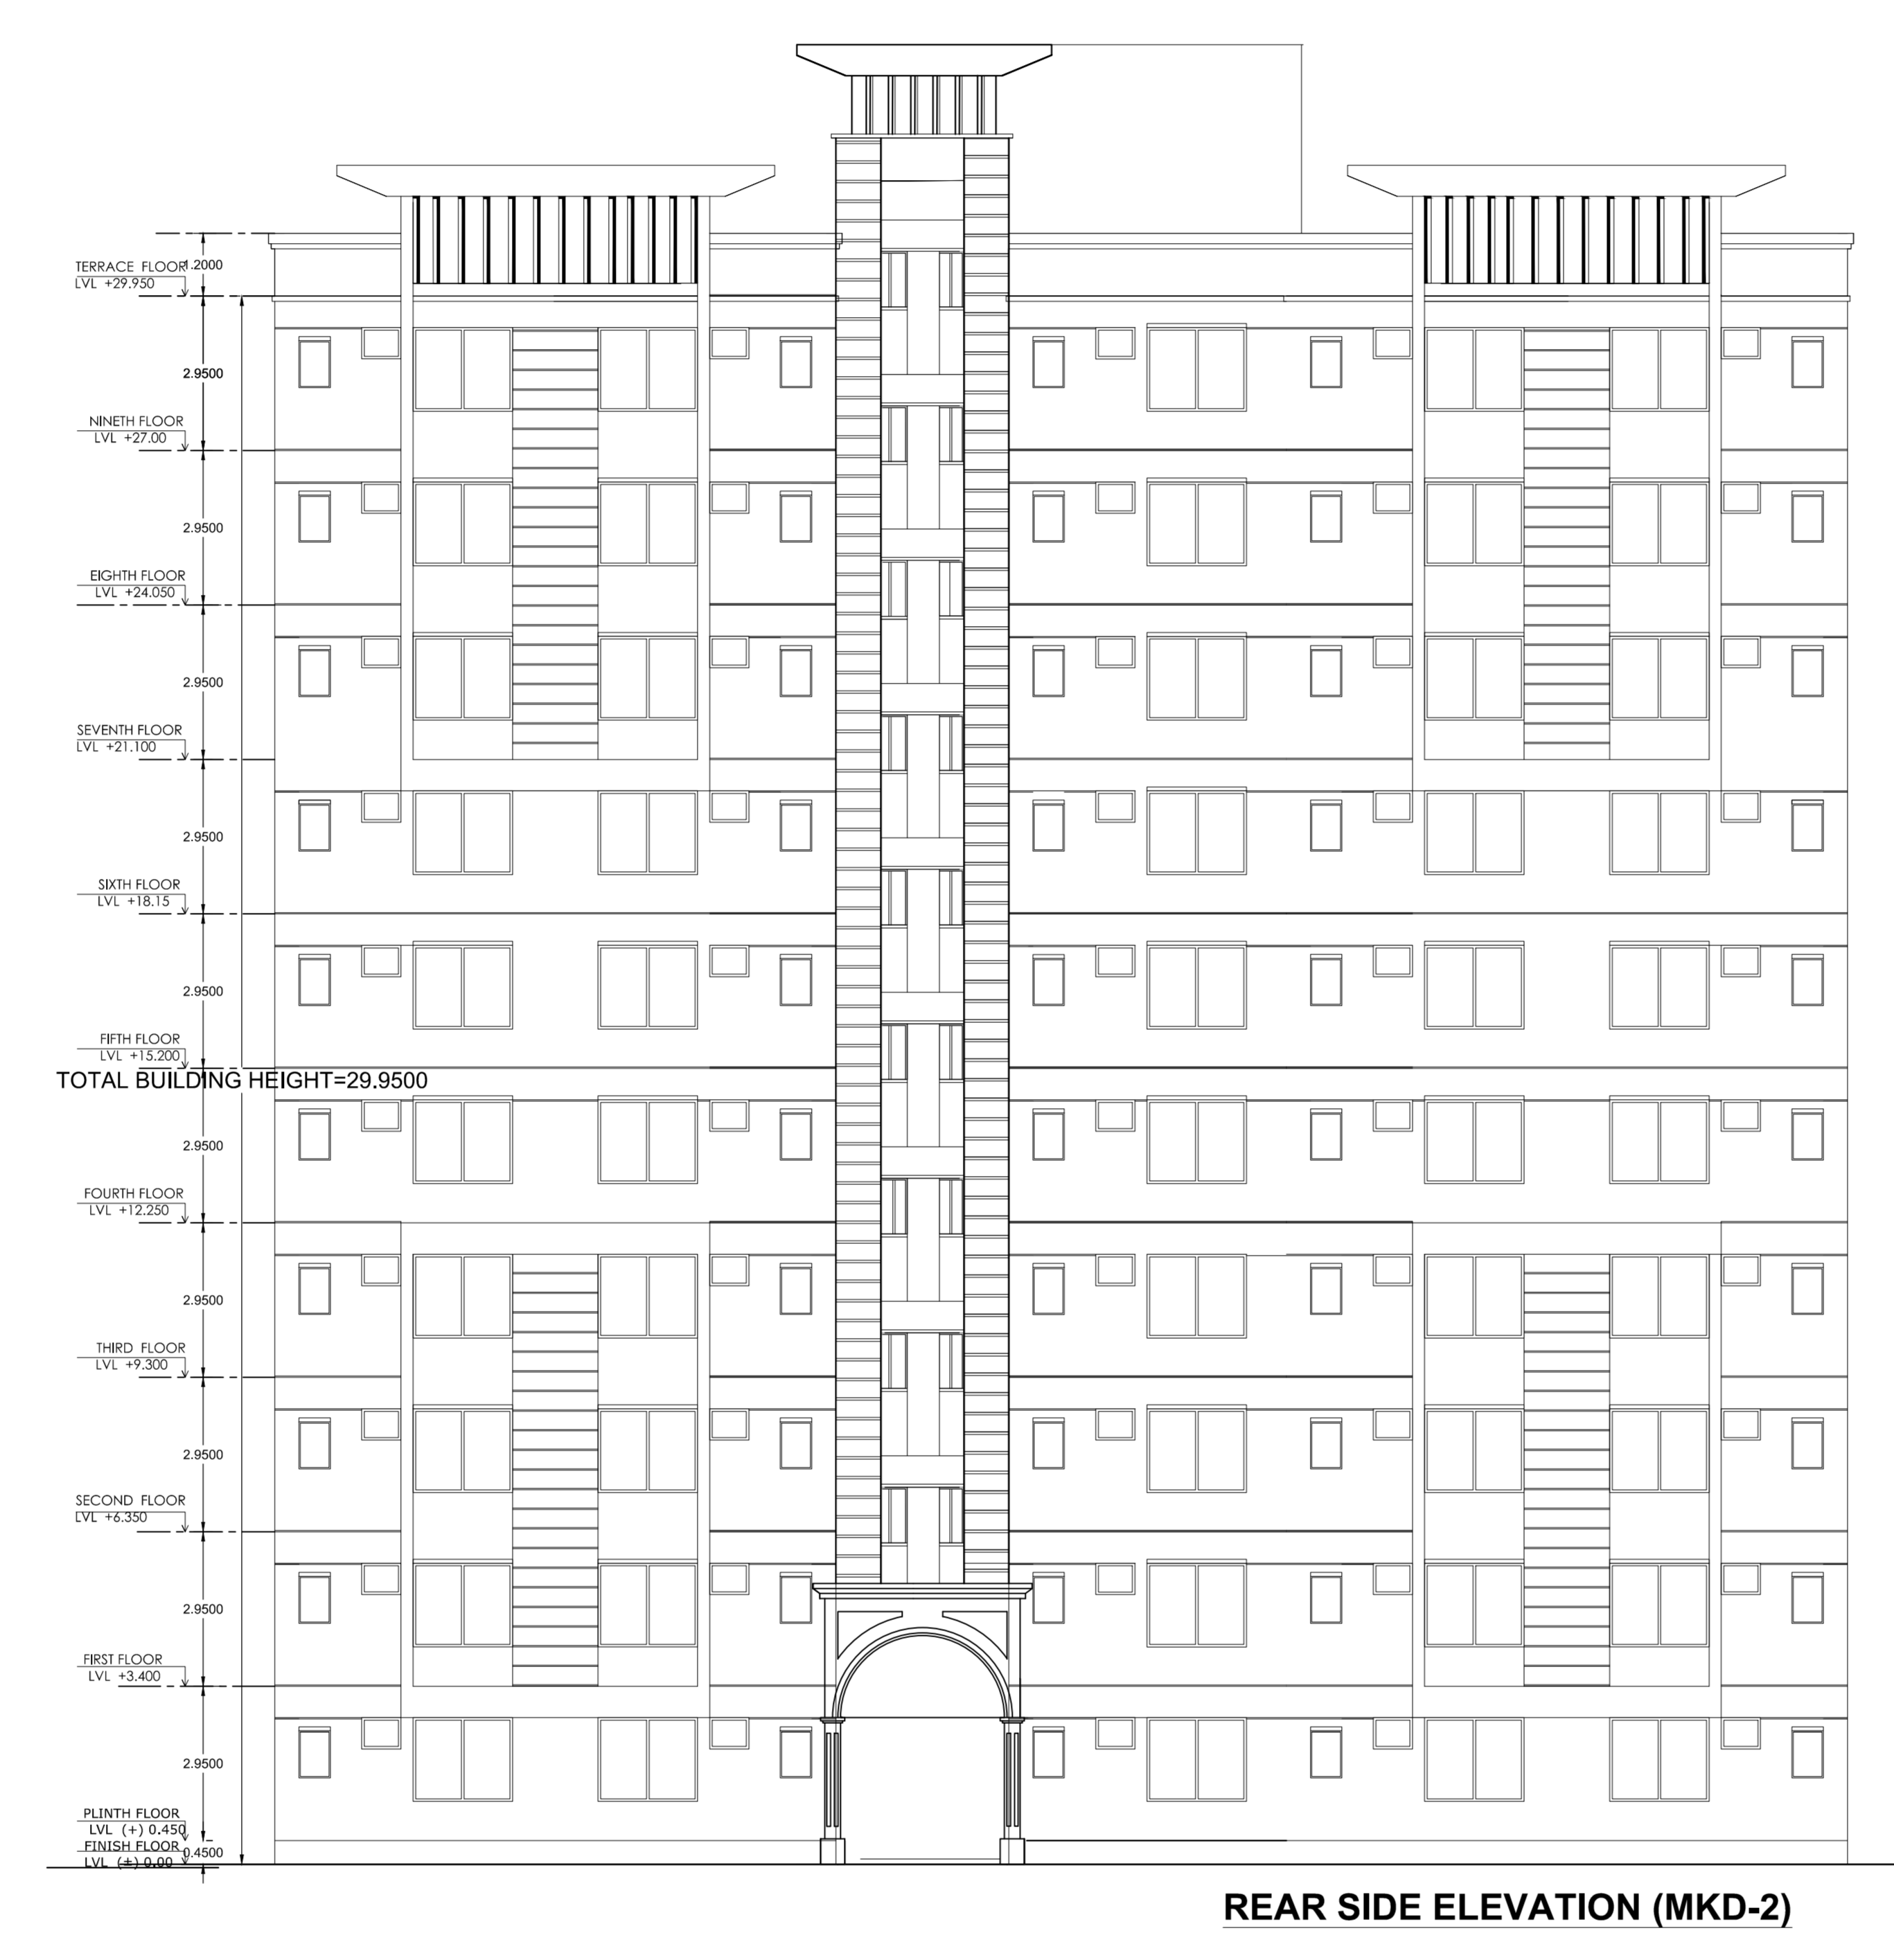 TERRACE FLOOR
1.2000
LVL +29.950
2.9500
NINETH FLOOR
LVL +27.00
2.9500
EIGHTH FLOOR
LVL +24.050
2.9500
SEVENTH FLOOR
LVL +21.100
2.9500
SIXTH FLOOR
LVL +18.15
2.9500
FIFTH FLOOR
LVL +15.200
TOTAL BUILDING HEIGHT=29.9500
2.9500
FOURTH FLOOR
LVL +12.250
2.9500
THIRD FLOOR
LVL +9.300
2.9500
SECOND FLOOR
LVL +6.350
2.9500
FIRST FLOOR
LVL +3.400
2.9500
PLINTH FLOOR
LVL (+) 0.450
FINISH FLOOR
0.4500
LVL (±) 0.00
REAR SIDE ELEVATION (MKD-2)